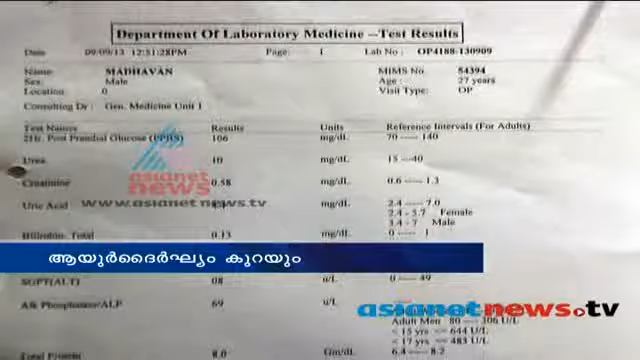 Department Of Laboratory Medicine --Test Results
Date 09/09/13 12:51:28PM Page: 1 Lab No : OP4188-130909
Name MADHAVAN MIMS No. 54394
Sex: Male Age : 27 years
Location 0 Visit Type: OP
Consulting Dr : Gen. Medicine Unit 1
Test Names Results Units Reference Intervals (For Adults)
2Hr. Post Prandial Glucose (PPBS) 106 mg/dL 70 ---- 140
Urea 10 mg/dL 15 --40
asianet news
Creatinine 0.58 mg/dL 0.6 --- 1.3
www.asianetnews.tv
Uric Acid mg/dL 2.4 ---- 7.0
2.4 - 5.7 Female
3.4 - 7 Male
Bilirubin, Total 0.13 mg/dL 0 ---- 1
ആയുർദൈർഘ്യം കുറയും
SGPT(ALT) 08 u/L 0 --- 49
asianetnews.tv
Alk Phosphatase/ALP 69 u/L
Adult Men 80 --- 306 U/L
< 15 yrs <= 644 U/L
< 17 yrs <= 483 U/L
Total Protein 8.0 Gm/dL 6.4 --- 8.2